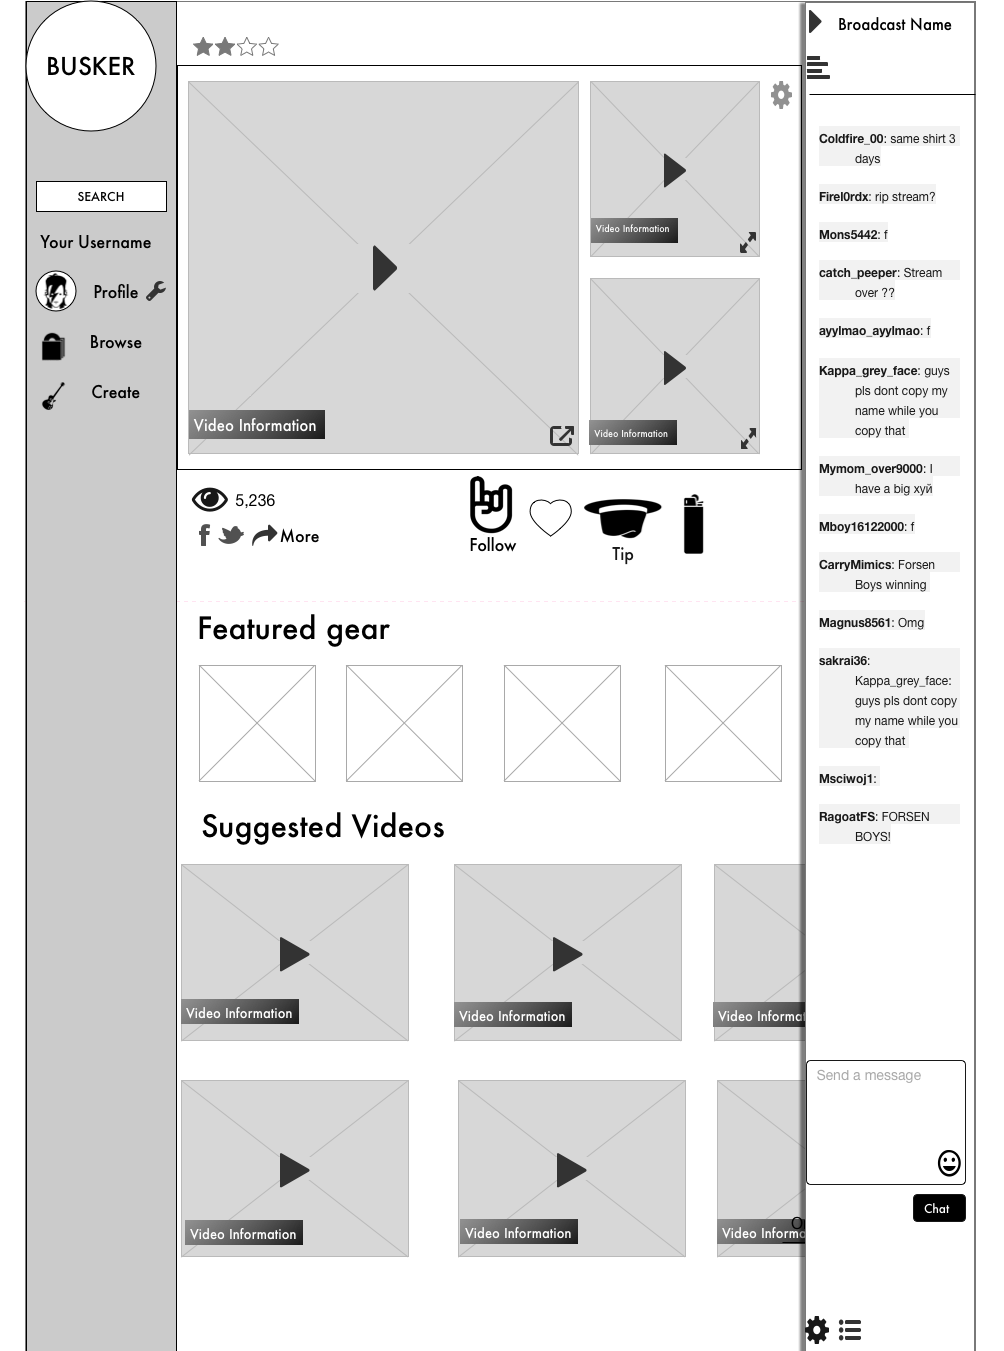 BUSKER
SEARCH
Your Username
Profile
Browse
Create
Video Information
Video Information
Video Information
5,236
More
Follow
Tip
Featured gear
Suggested Videos
Video Information
Video Information
Video Informat
Video Information
Video Information
Video Informa
Broadcast Name
Coldfire_00: same shirt 3
days
Firel0rdx: rip stream?
Mons5442: f
catch_peeper: Stream
over ??
ayylmao_ayylmao: f
Kappa_grey_face: guys
pls dont copy my
name while you
copy that
Mymom_over9000: I
have a big хуй
Mboy16122000: f
CarryMimics: Forsen
Boys winning
Magnus8561: Omg
sakrai36:
Kappa_grey_face:
guys pls dont copy
my name while you
copy that
Msciwoj1:
RagoatFS: FORSEN
BOYS!
Send a message
Chat